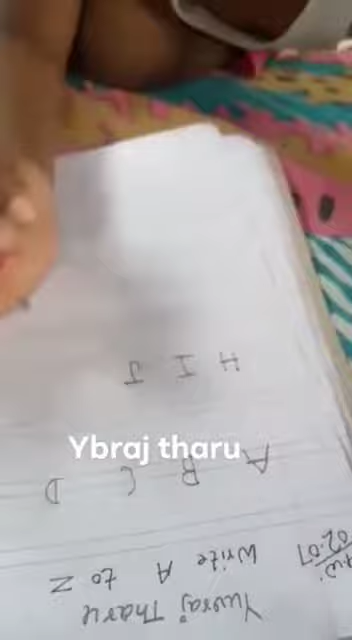 Yuvraj Tharu
Write A to Z
02.07
A B C D
Ybraj tharu
H I J